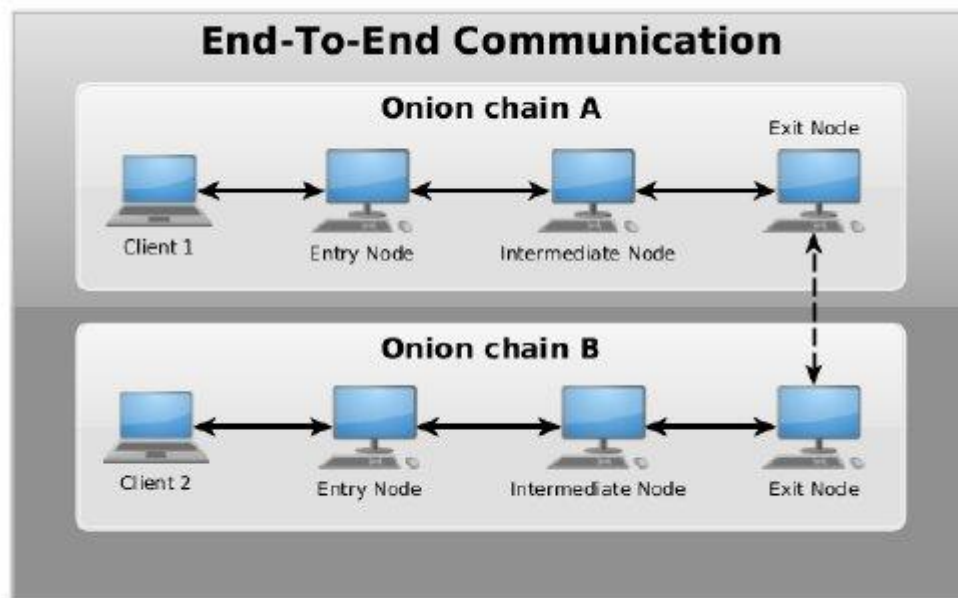 End-To-End Communication
Onion chain A
Exit Node
Client 1
Entry Node
Intermediate Node
Onion chain B
Client 2
Entry Node
Intermediate Node
Exit Node